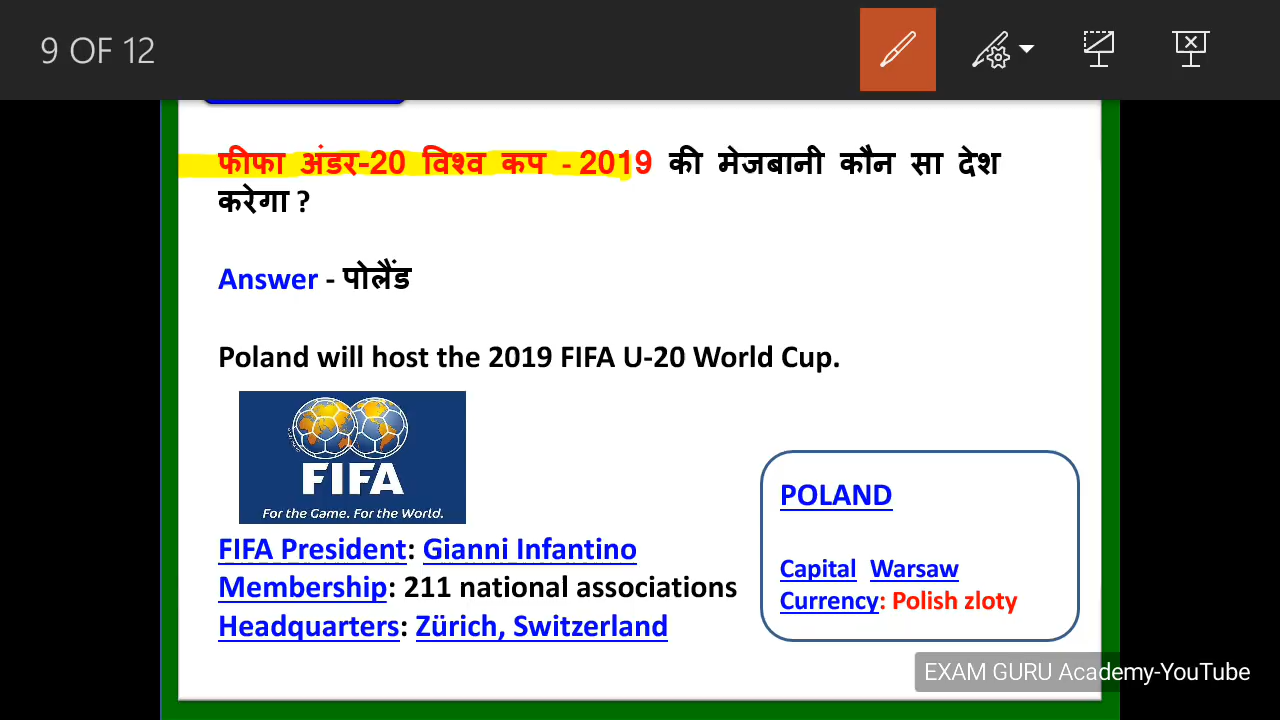 9 OF 12
फीफा अंडर-20 विश्व कप - 2019 की मेजबानी कौन सा देश
करेगा ?
Answer - पोलैंड
Poland will host the 2019 FIFA U-20 World Cup.
FIFA
For the Game. For the World.
FIFA President: Gianni Infantino
Membership: 211 national associations
Headquarters: Zürich, Switzerland
POLAND
Capital Warsaw
Currency: Polish zloty
EXAM GURU Academy-YouTube